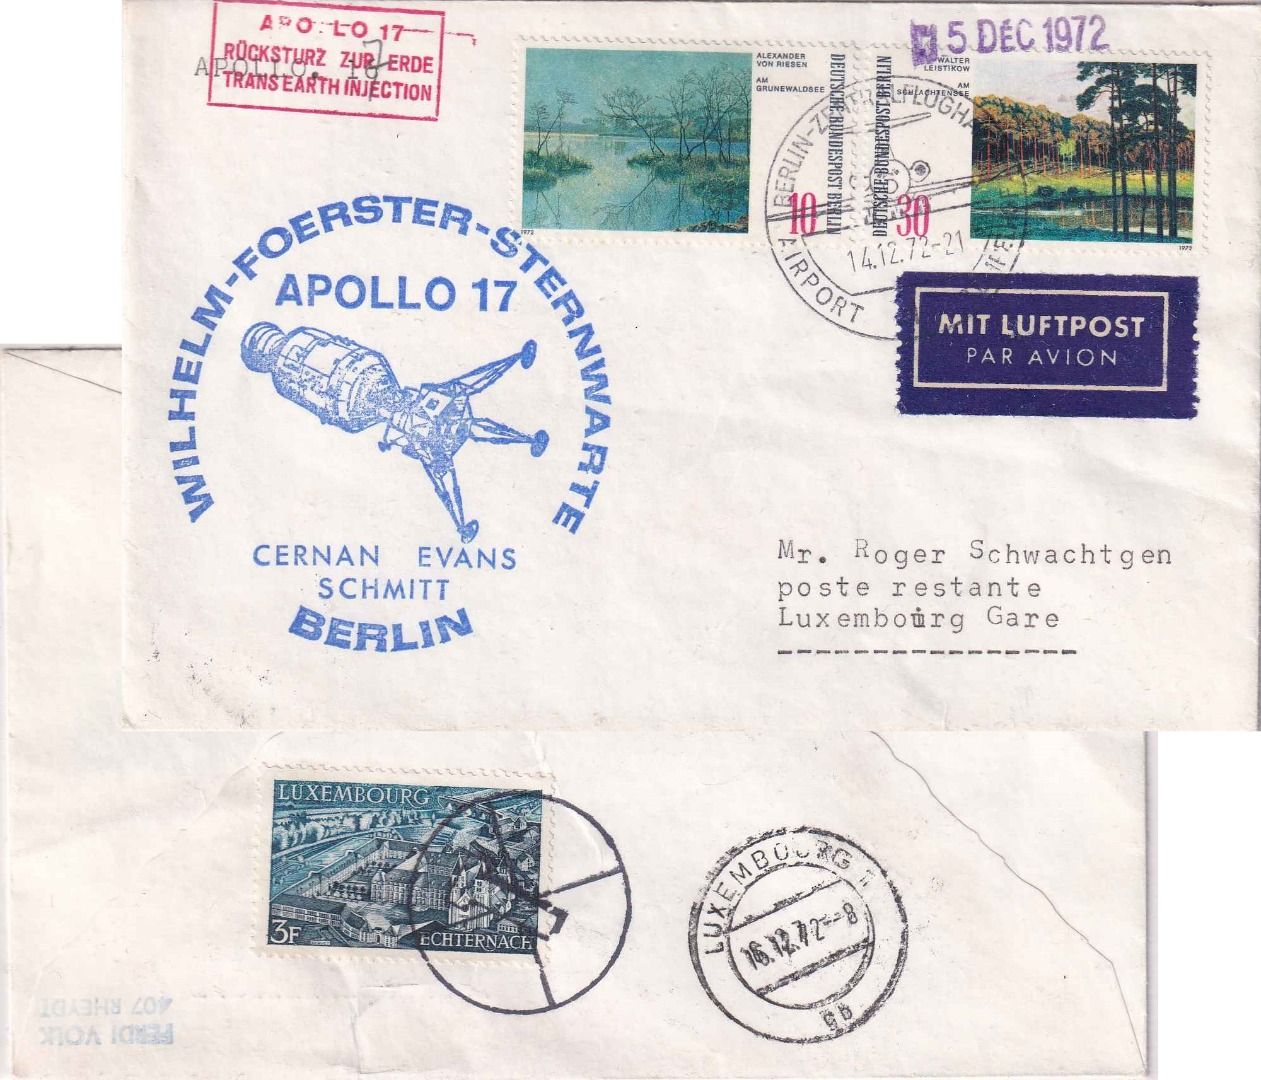 APOLLO 17
RÜCKSTURZ ZUR ERDE
TRANS EARTH INJECTION
APOLLO. 17
5 DÉC 1972
ALEXANDER
VON RIESEN
AM
GRUNEWALDSEE
DEUTSCHE BUNDESPOST BERLIN
10
1972
WALTER
LEISTIKOW
AM
SCHLACHTENSEE
DEUTSCHE BUNDESPOST BERLIN
30
1972
BERLIN-ZENTRALFLUGHAFEN
AIRPORT
14.12.72-21
MIT LUFTPOST
PAR AVION
WILHELM-FOERSTER-STERNWARTE
APOLLO 17
CERNAN EVANS
SCHMITT
BERLIN
Mr. Roger Schwachtgen
poste restante
Luxembourg Gare
LUXEMBOURG
3F
ECHTERNACH
LUXEMBOURG
16.12.72--8
FERDI VOIK
407 RHEYDT